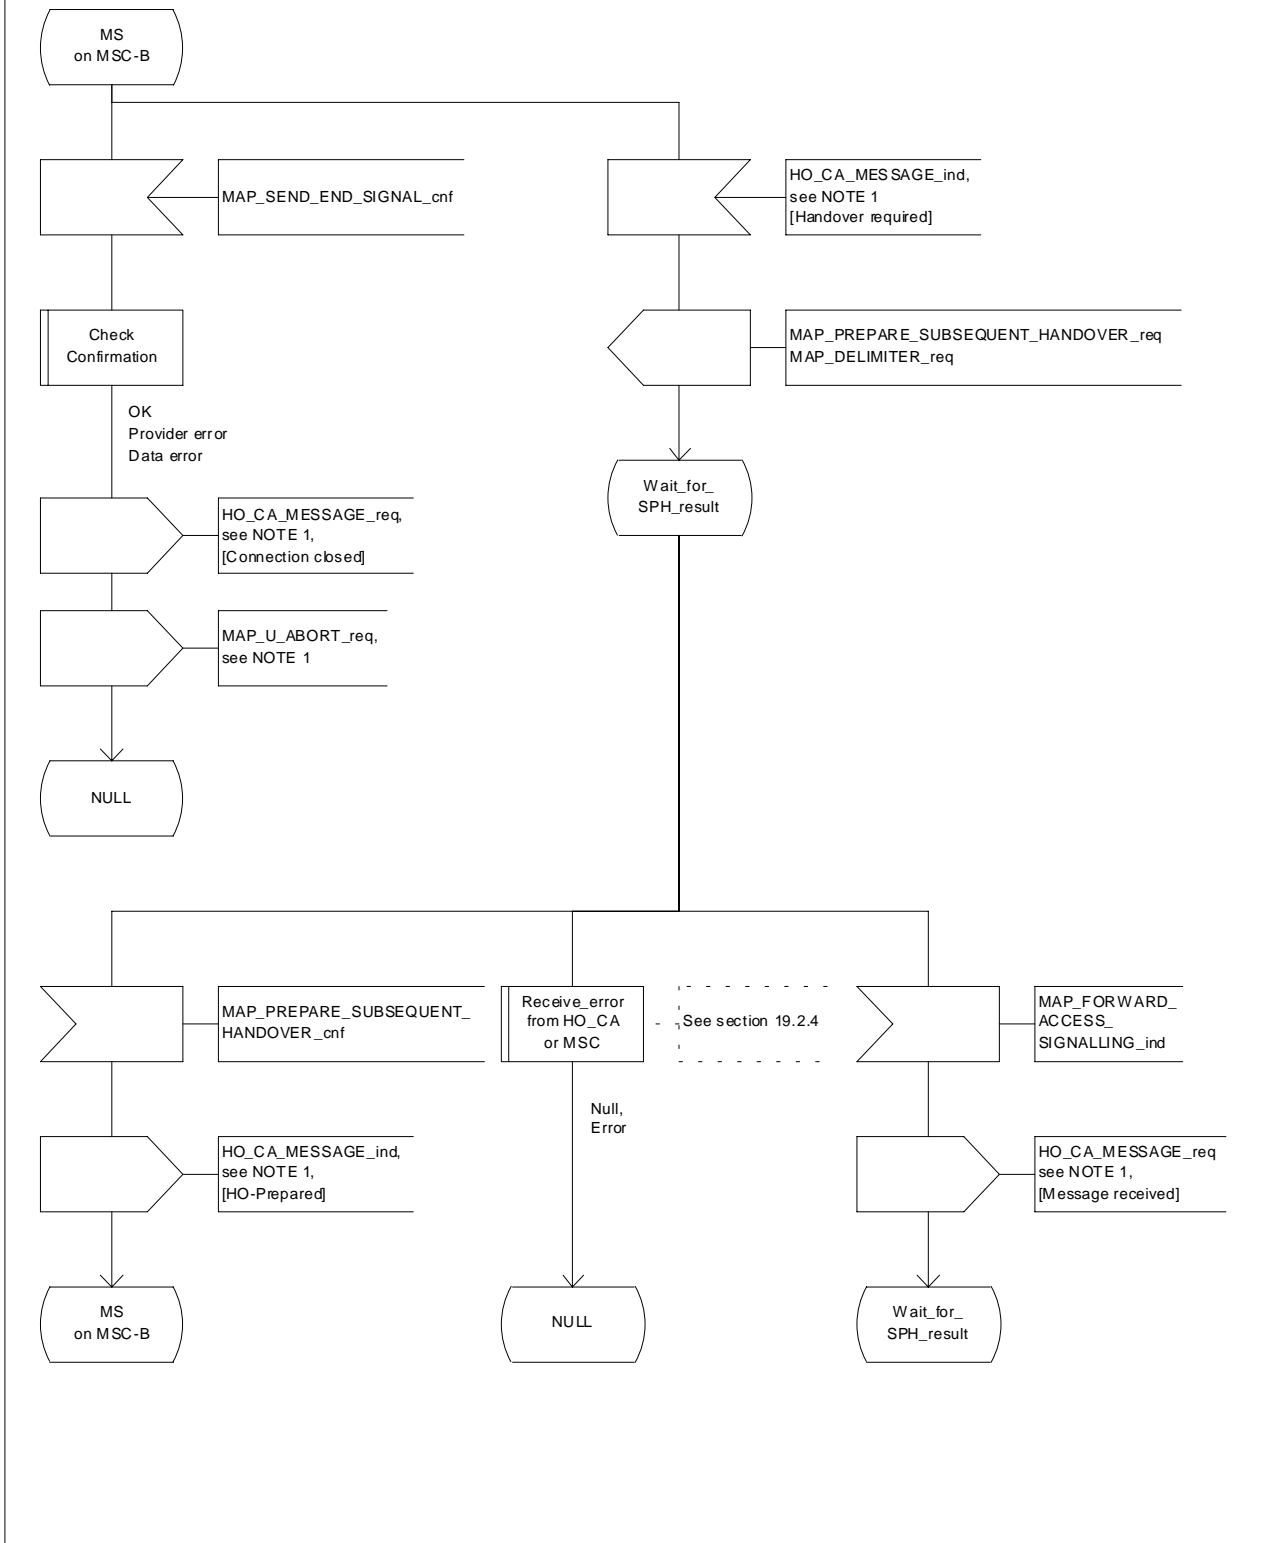 MS
on MSC-B
MAP_SEND_END_SIGNAL_cnf
HO_CA_MESSAGE_ind,
see NOTE 1
[Handover required]
Check
Confirmation
MAP_PREPARE_SUBSEQUENT_HANDOVER_req
MAP_DELIMITER_req
OK
Provider error
Data error
Wait_for_
SPH_result
HO_CA_MESSAGE_req,
see NOTE 1,
[Connection closed]
MAP_U_ABORT_req,
see NOTE 1
NULL
MAP_PREPARE_SUBSEQUENT_
HANDOVER_cnf
Receive_error
from HO_CA
or MSC
See section 19.2.4
MAP_FORWARD_
ACCESS_
SIGNALLING_ind
Null,
Error
HO_CA_MESSAGE_ind,
see NOTE 1,
[HO-Prepared]
HO_CA_MESSAGE_req
see NOTE 1,
[Message received]
MS
on MSC-B
NULL
Wait_for_
SPH_result